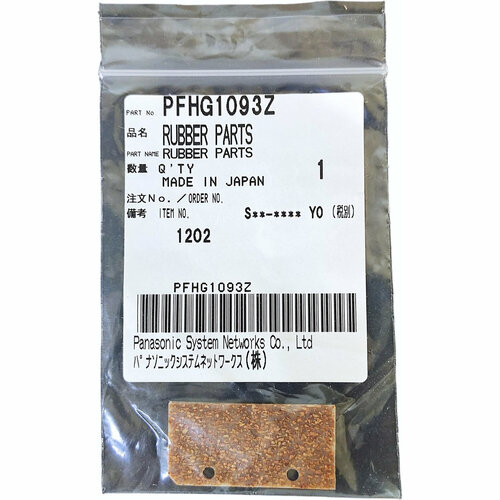 PART No PFHG1093Z
品名 RUBBER PARTS
PART NAME RUBBER PARTS
数量 Q'TY 1
MADE IN JAPAN
注文No./ORDER NO.
備考 ITEM NO. S**-**** YO (税別)
1202
PFHG1093Z
Panasonic System Networks Co., Ltd
パナソニックシステムネットワークス(株)